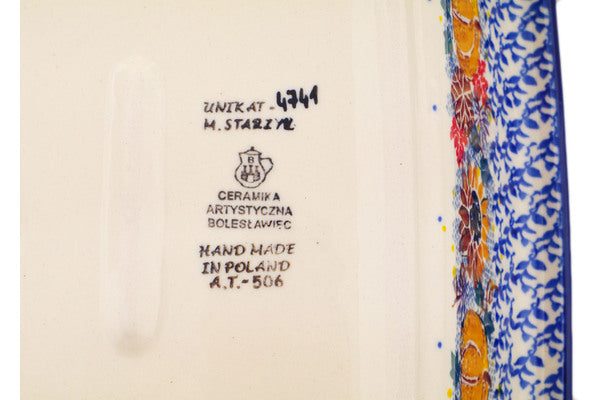 UNIKAT-4741
M. STARZYK
B
CERAMIKA
ARTYSTYCZNA
BOLESŁAWIEC
HAND MADE
IN POLAND
A.T.-506